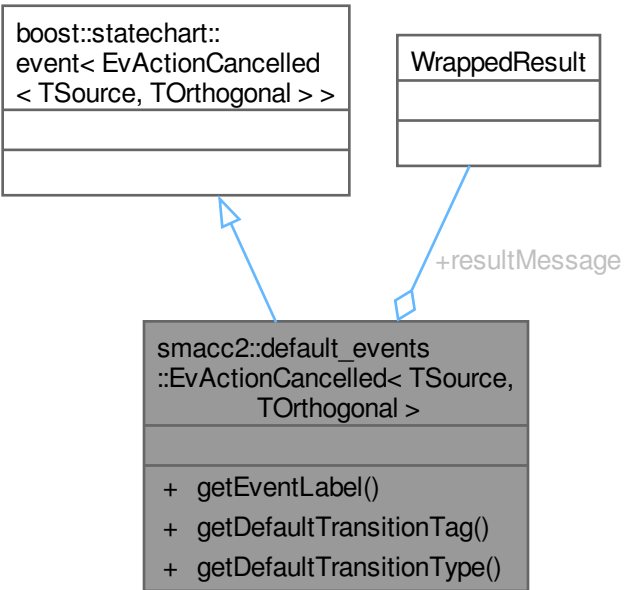 boost::statechart::
event< EvActionCancelled
< TSource, TOrthogonal > >
WrappedResult
+resultMessage
smacc2::default_events
::EvActionCancelled< TSource,
TOrthogonal >
+ getEventLabel()
+ getDefaultTransitionTag()
+ getDefaultTransitionType()